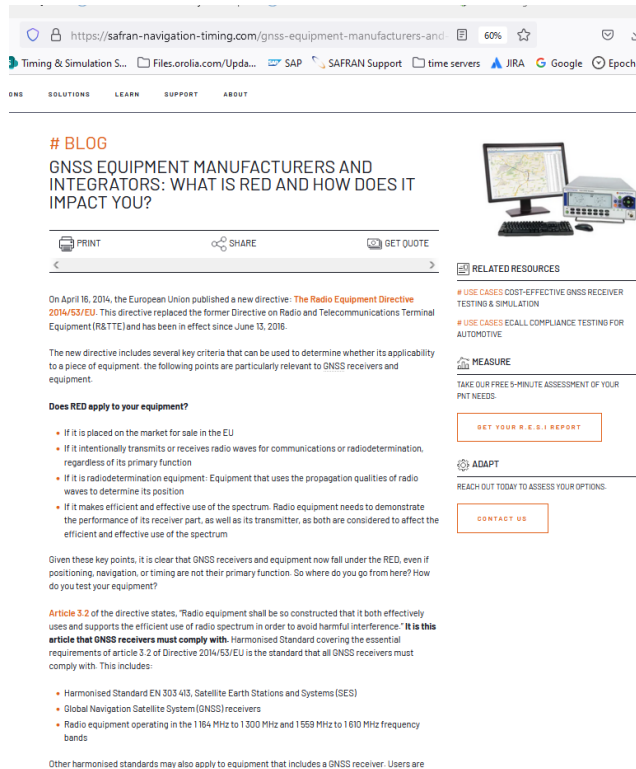 https://safran-navigation-timing.com/gnss-equipment-manufacturers-and-
60%
Timing & Simulation S...
Files.orolia.com/Upda...
SAP
SAFRAN Support
time servers
JIRA
Google
Epoch
ONS
SOLUTIONS
LEARN
SUPPORT
ABOUT
# BLOG
GNSS EQUIPMENT MANUFACTURERS AND
INTEGRATORS: WHAT IS RED AND HOW DOES IT
IMPACT YOU?
PRINT
SHARE
GET QUOTE
On April 16, 2014, the European Union published a new directive: The Radio Equipment Directive
2014/53/EU. This directive replaced the former Directive on Radio and Telecommunications Terminal
Equipment (R&TTE) and has been in effect since June 13, 2016.
The new directive includes several key criteria that can be used to determine whether its applicability
to a piece of equipment. the following points are particularly relevant to GNSS receivers and
equipment.
Does RED apply to your equipment?
• If it is placed on the market for sale in the EU
• If it intentionally transmits or receives radio waves for communications or radiodetermination,
regardless of its primary function
• If it is radiodetermination equipment: Equipment that uses the propagation qualities of radio
waves to determine its position
• If it makes efficient and effective use of the spectrum. Radio equipment needs to demonstrate
the performance of its receiver part, as well as its transmitter, as both are considered to affect the
efficient and effective use of the spectrum
Given these key points, it is clear that GNSS receivers and equipment now fall under the RED, even if
positioning, navigation, or timing are not their primary function. So where do you go from here? How
do you test your equipment?
Article 3.2 of the directive states, "Radio equipment shall be so constructed that it both effectively
uses and supports the efficient use of radio spectrum in order to avoid harmful interference." It is this
article that GNSS receivers must comply with. Harmonised Standard covering the essential
requirements of article 3.2 of Directive 2014/53/EU is the standard that all GNSS receivers must
comply with. This includes:
• Harmonised Standard EN 303 413, Satellite Earth Stations and Systems (SES)
• Global Navigation Satellite System (GNSS) receivers
• Radio equipment operating in the 1164 MHz to 1300 MHz and 1559 MHz to 1610 MHz frequency
bands
Other harmonised standards may also apply to equipment that includes a GNSS receiver. Users are
RELATED RESOURCES
# USE CASES COST-EFFECTIVE GNSS RECEIVER
TESTING & SIMULATION
# USE CASES ECALL COMPLIANCE TESTING FOR
AUTOMOTIVE
MEASURE
TAKE OUR FREE 5-MINUTE ASSESSMENT OF YOUR
PNT NEEDS.
GET YOUR R.E.S.I REPORT
ADAPT
REACH OUT TODAY TO ASSESS YOUR OPTIONS.
CONTACT US